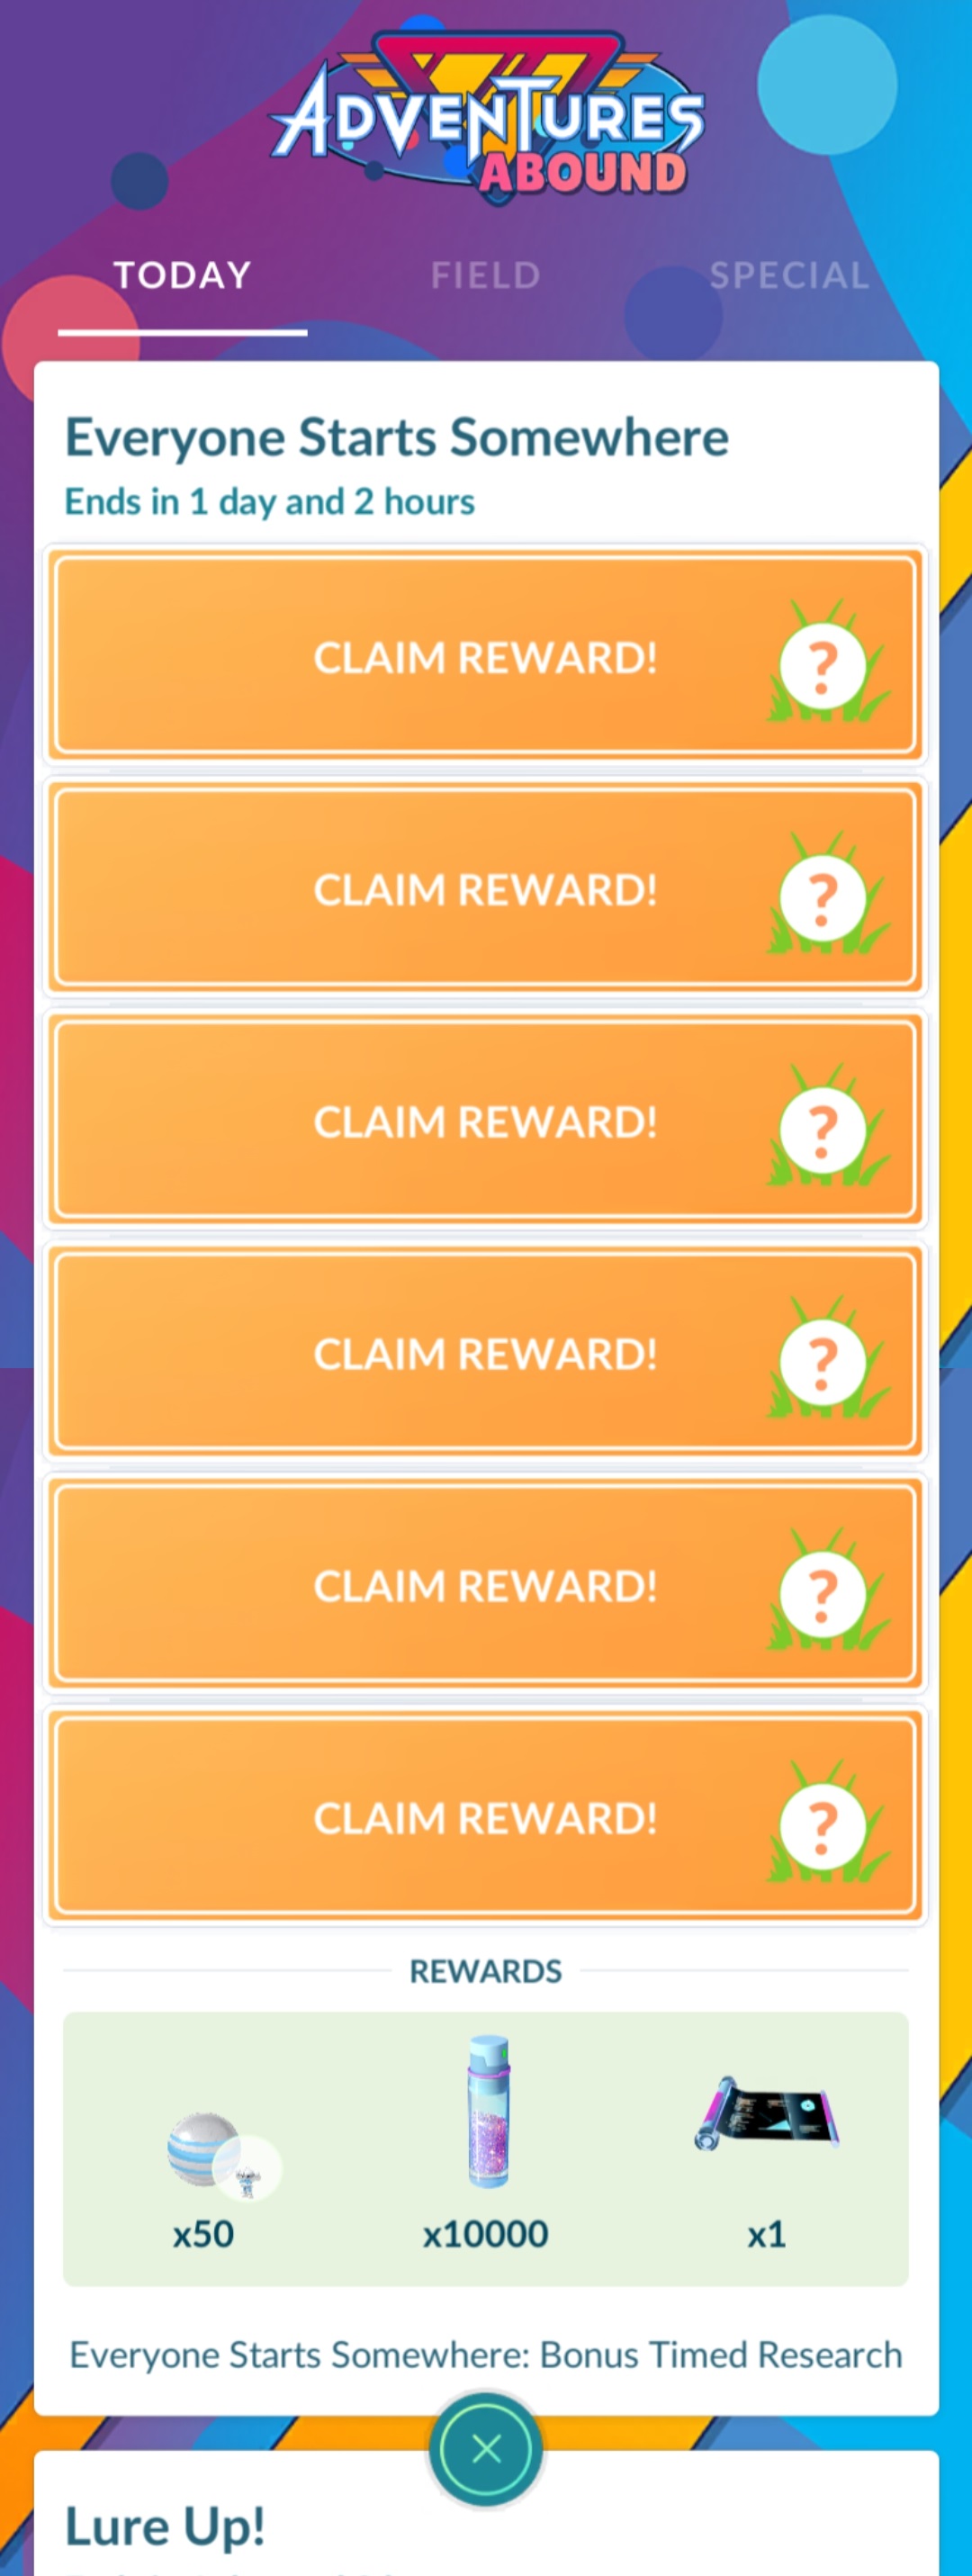 ADVENTURES
ABOUND
TODAY FIELD SPECIAL
Everyone Starts Somewhere
Ends in 1 day and 2 hours
CLAIM REWARD! ?
CLAIM REWARD! ?
CLAIM REWARD! ?
CLAIM REWARD! ?
CLAIM REWARD! ?
CLAIM REWARD! ?
REWARDS
x50 x10000 x1
Everyone Starts Somewhere: Bonus Timed Research
Lure Up!